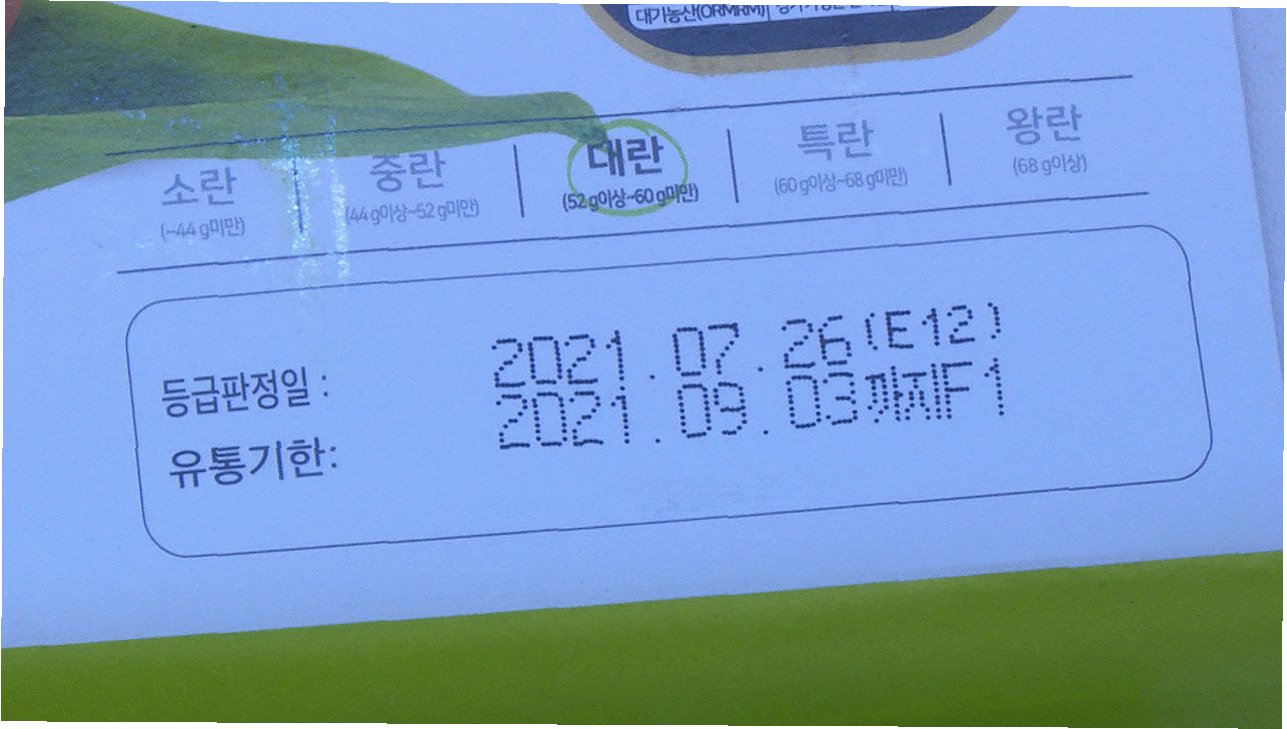 대기농산(ORMRM)
소란 중란 대란 특란 왕란
(~44 g미만) (44 g이상~52 g미만) (52 g이상~60 g미만) (60 g이상~68 g미만) (68 g이상)
등급판정일 : 2021.07.26(E12)
유통기한: 2021.09.03까지F1